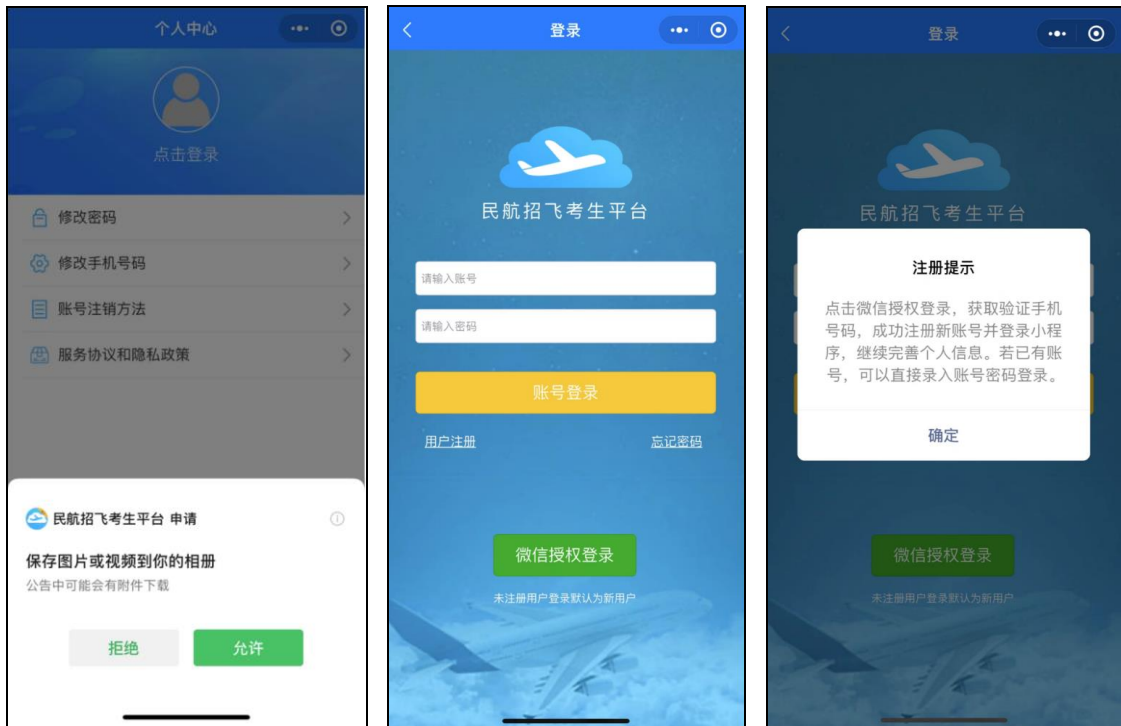 个人中心
点击登录
修改密码
修改手机号码
账号注销方法
服务协议和隐私政策
民航招飞考生平台 申请
保存图片或视频到你的相册
公告中可能会有附件下载
拒绝
允许
登录
民航招飞考生平台
请输入账号
请输入密码
账号登录
用户注册
忘记密码
微信授权登录
未注册用户登录默认为新用户
登录
民航招飞考生平台
注册提示
点击微信授权登录，获取验证手机
号码，成功注册新账号并登录小程
序，继续完善个人信息。若已有账
号，可以直接录入账号密码登录。
确定
微信授权登录
未注册用户登录默认为新用户